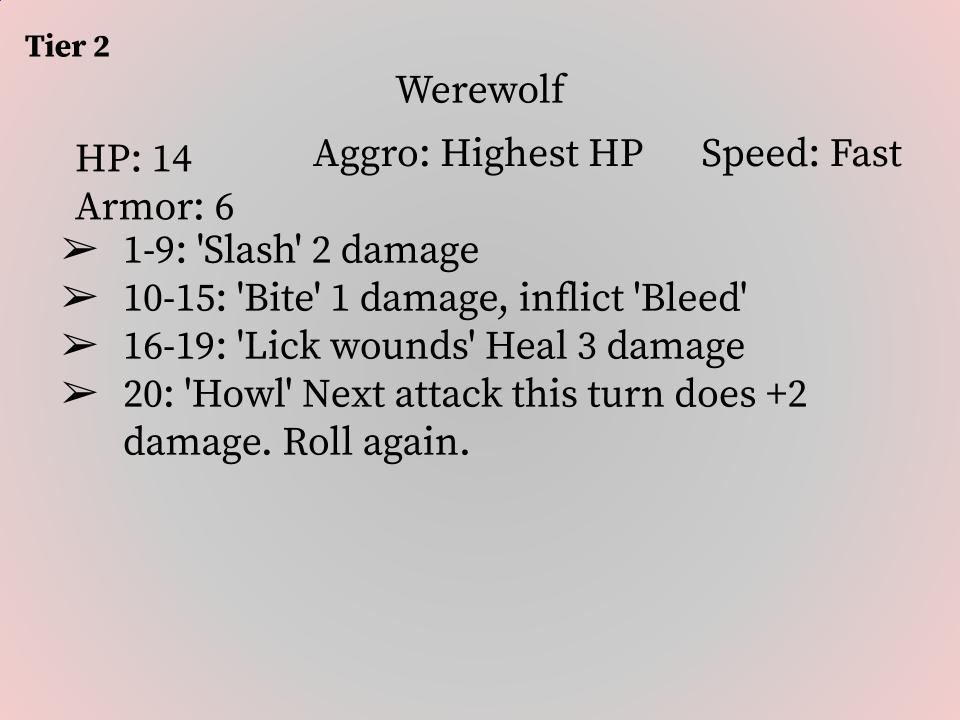 Tier 2
Werewolf
HP: 14
Aggro: Highest HP
Speed: Fast
Armor: 6
➢ 1-9: 'Slash' 2 damage
➢ 10-15: 'Bite' 1 damage, inflict 'Bleed'
➢ 16-19: 'Lick wounds' Heal 3 damage
➢ 20: 'Howl' Next attack this turn does +2
damage. Roll again.